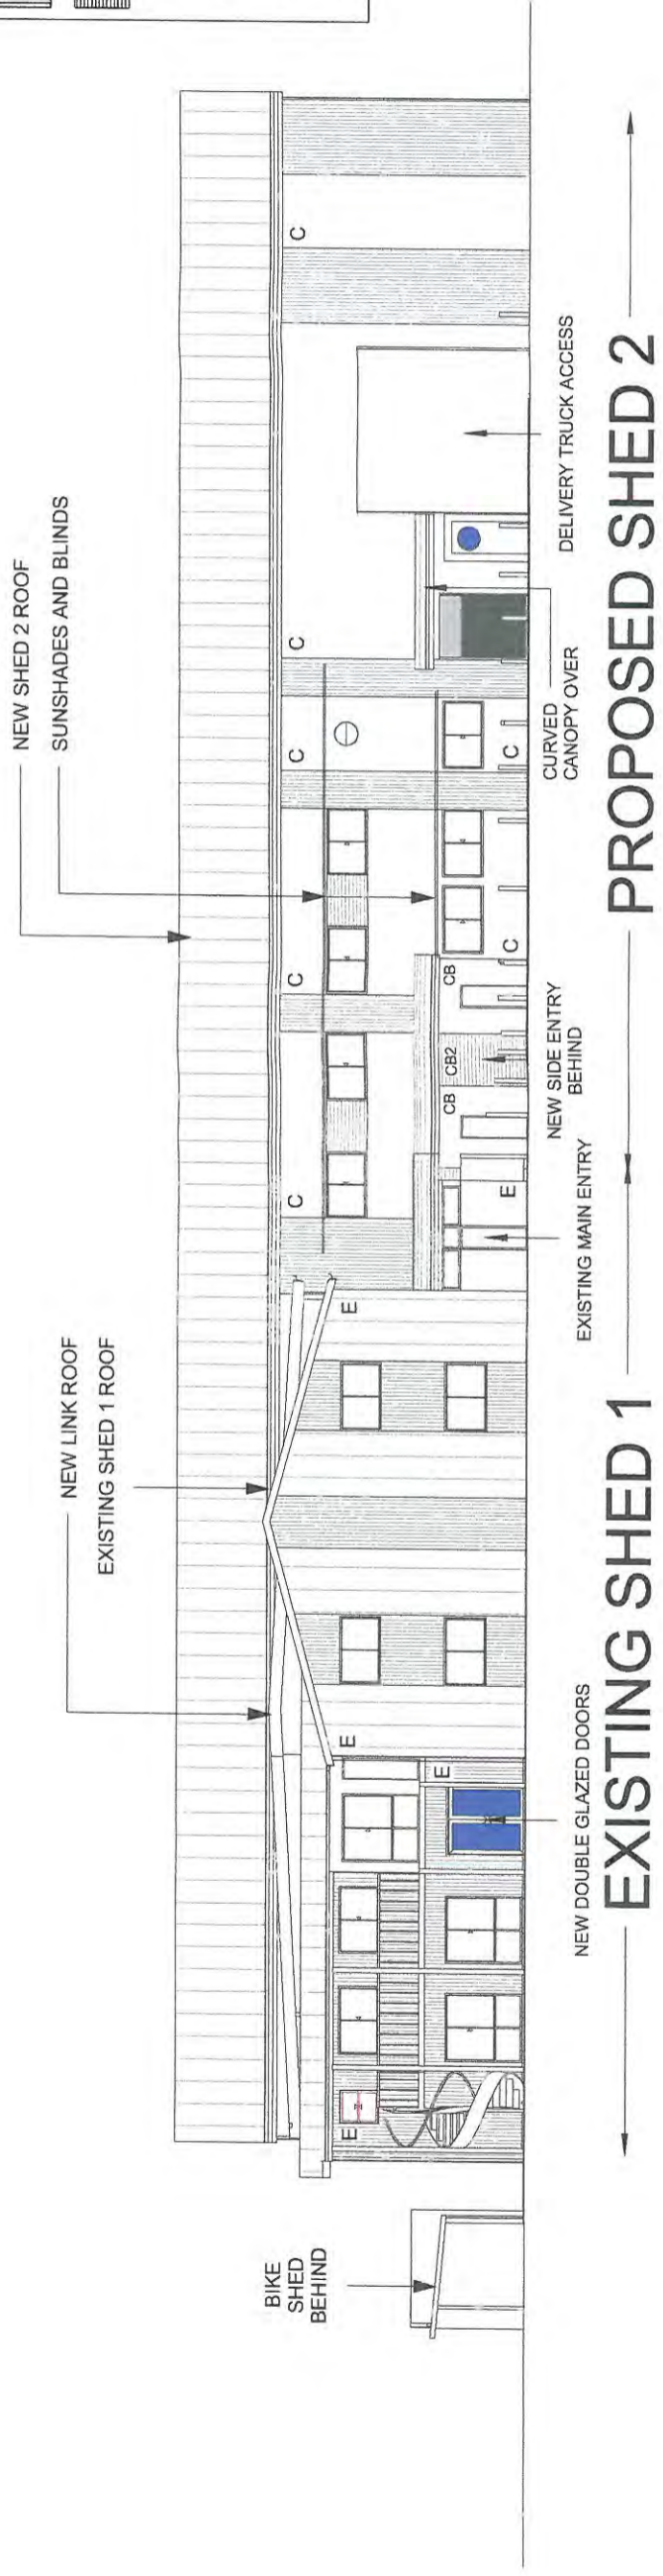 NEW SHED 2 ROOF
SUNSHADES AND BLINDS
NEW LINK ROOF
EXISTING SHED 1 ROOF
BIKE
SHED
BEHIND
E
E
E
E
C
C
C
C
C
E
CB
CB2
CB
C
C
NEW DOUBLE GLAZED DOORS
EXISTING MAIN ENTRY
NEW SIDE ENTRY
BEHIND
CURVED
CANOPY OVER
DELIVERY TRUCK ACCESS
EXISTING SHED 1
PROPOSED SHED 2